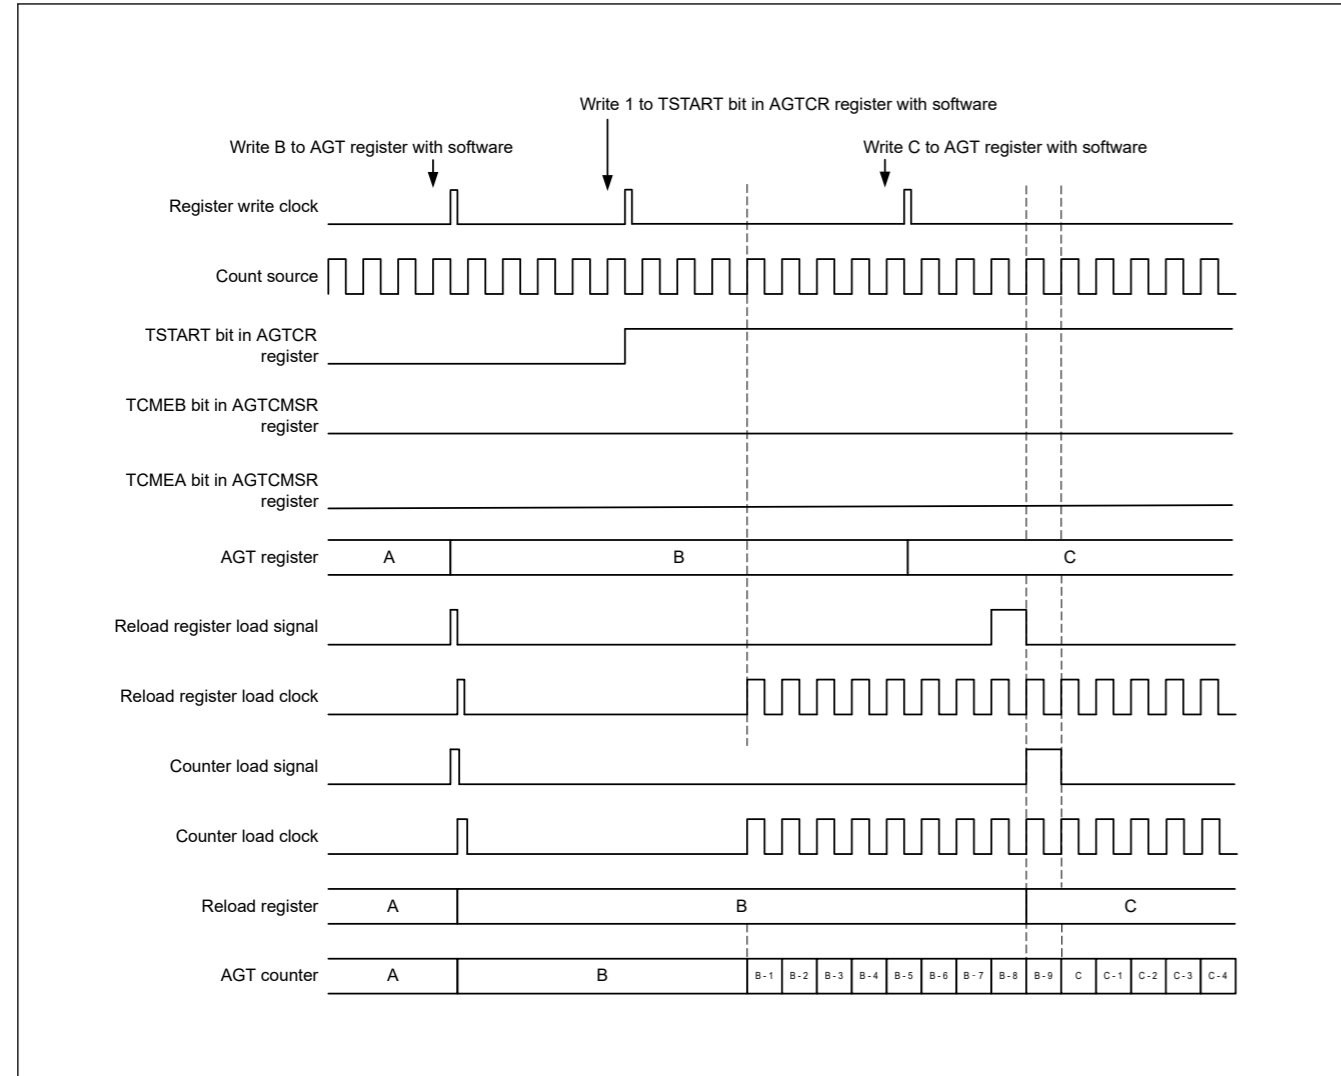 Write 1 to TSTART bit in AGTCR register with software
Write B to AGT register with software
Write C to AGT register with software
Register write clock
Count source
TSTART bit in AGTCR
register
TCMEB bit in AGTCMSR
register
TCMEA bit in AGTCMSR
register
AGT register
A
B
C
Reload register load signal
Reload register load clock
Counter load signal
Counter load clock
Reload register
A
B
C
AGT counter
A
B
B - 1
B - 2
B - 3
B - 4
B - 5
B - 6
B - 7
B - 8
B - 9
C
C - 1
C - 2
C - 3
C - 4